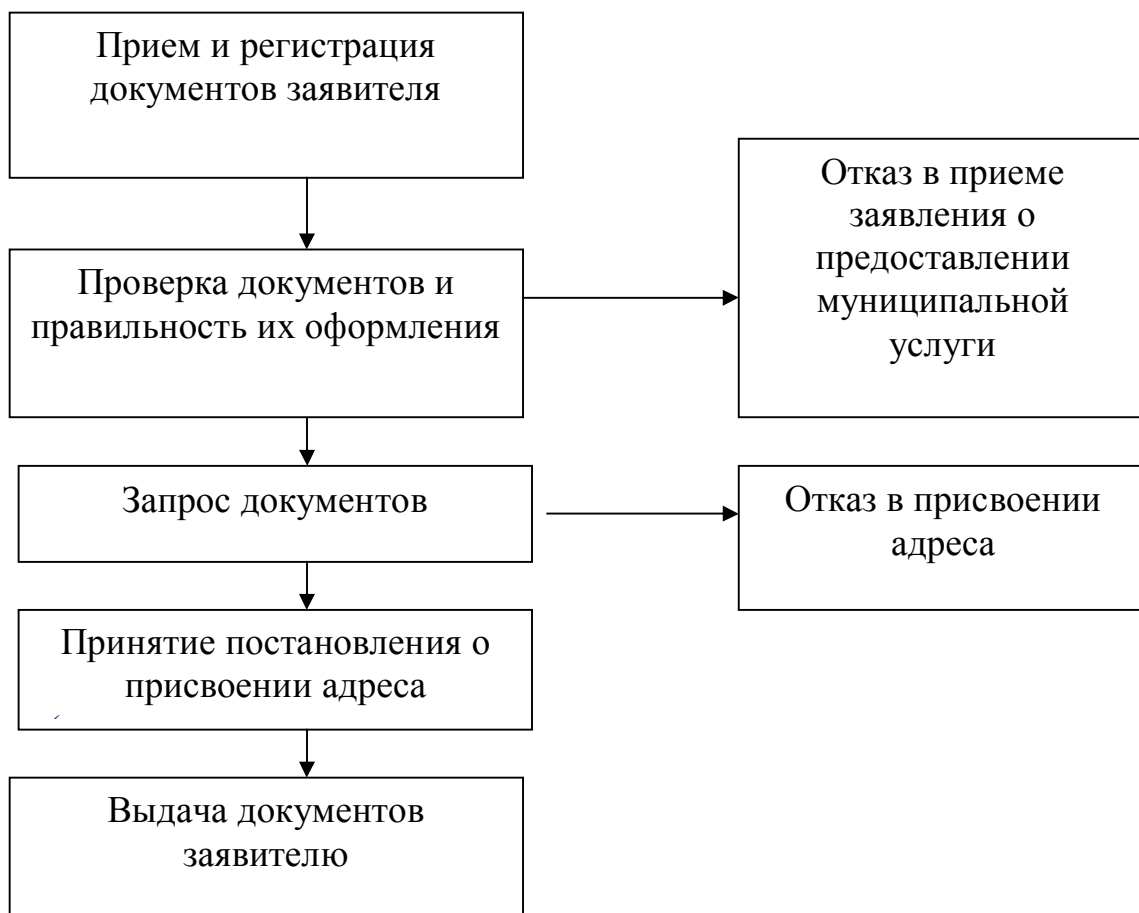 Прием и регистрация
документов заявителя
Отказ в приеме
заявления о
предоставлении
муниципальной
услуги
Проверка документов и
правильность их оформления
Запрос документов
Отказ в присвоении
адреса
Принятие постановления о
присвоении адреса
Выдача документов
заявителю